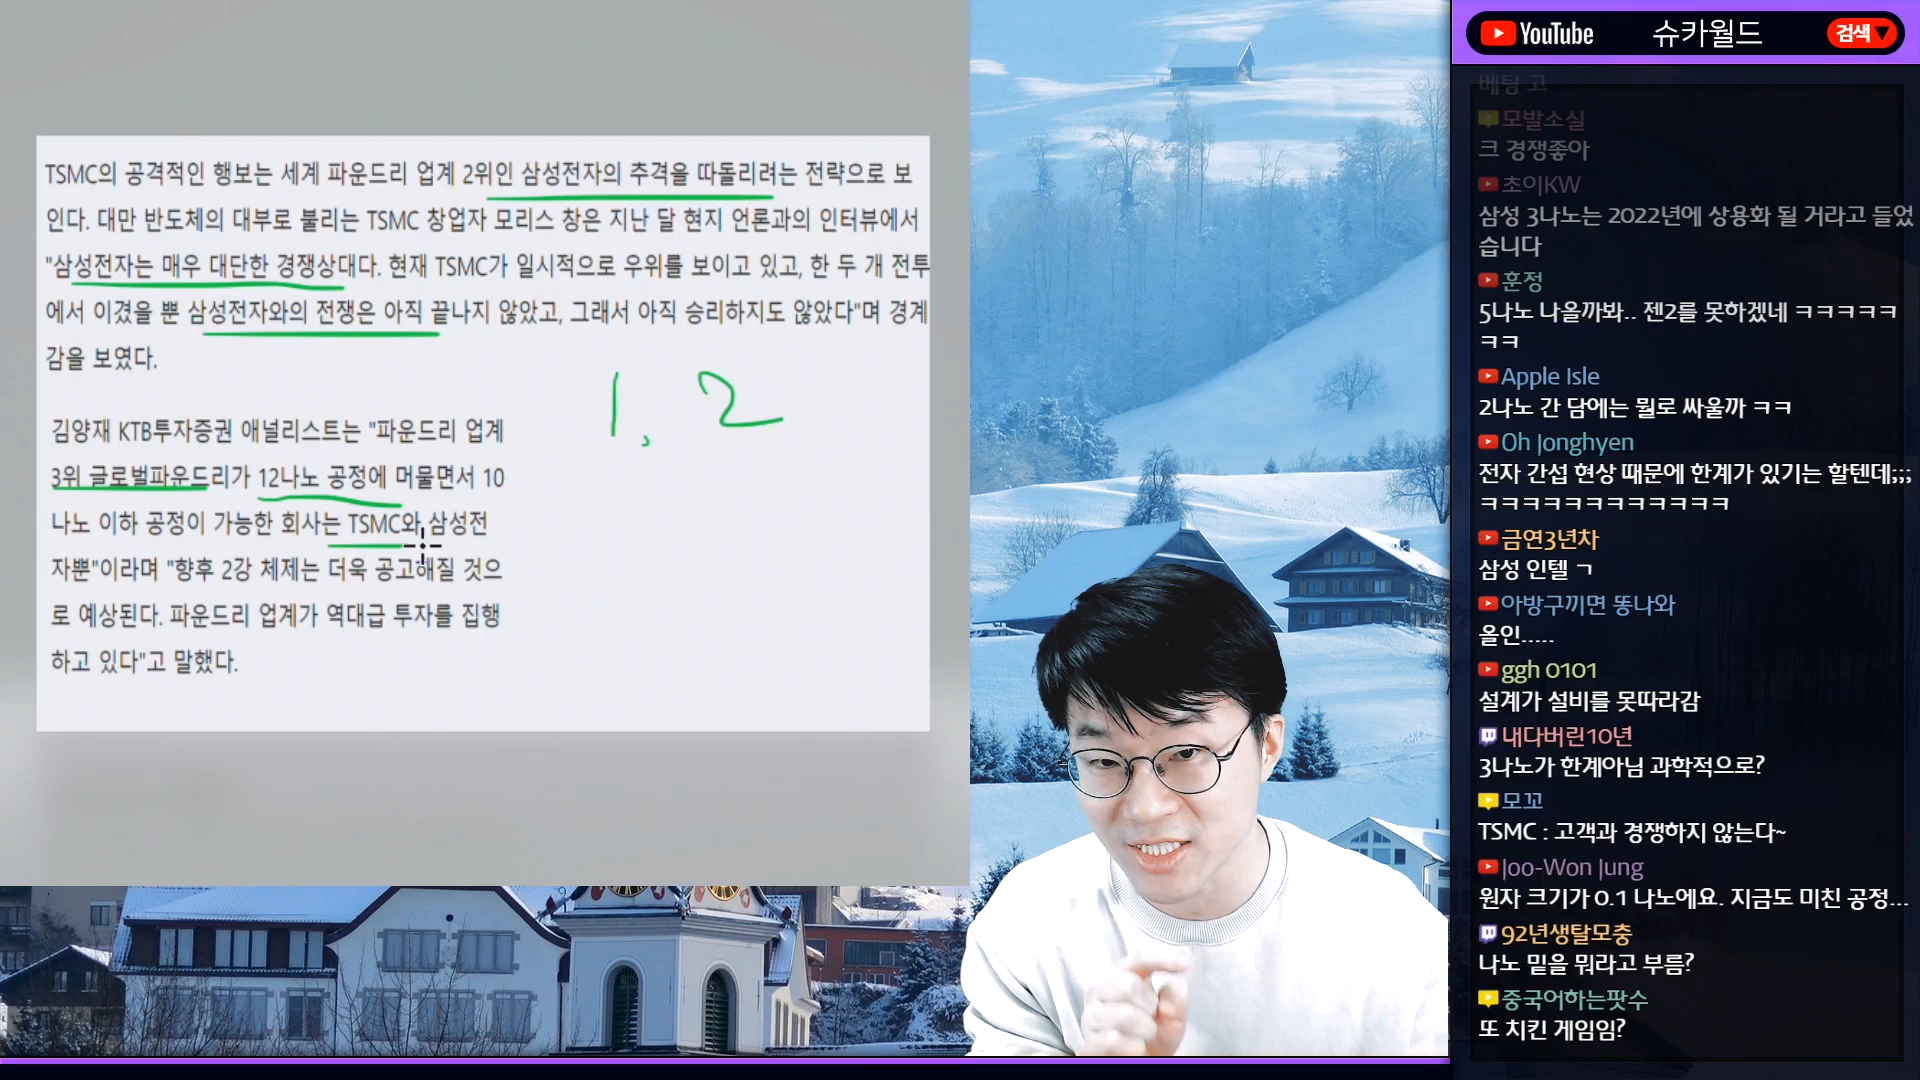 TSMC의 공격적인 행보는 세계 파운드리 업계 2위인 삼성전자의 추격을 따돌리려는 전략으로 보
인다. 대만 반도체의 대부로 불리는 TSMC 창업자 모리스 창은 지난 달 현지 언론과의 인터뷰에서
"삼성전자는 매우 대단한 경쟁상대다. 현재 TSMC가 일시적으로 우위를 보이고 있고, 한 두 개 전투
에서 이겼을 뿐 삼성전자와의 전쟁은 아직 끝나지 않았고, 그래서 아직 승리하지도 않았다"며 경계
감을 보였다.
1, 2
김양재 KTB투자증권 애널리스트는 "파운드리 업계
3위 글로벌파운드리가 12나노 공정에 머물면서 10
나노 이하 공정이 가능한 회사는 TSMC와 삼성전
자뿐"이라며 "향후 2강 체제는 더욱 공고해질 것으
로 예상된다. 파운드리 업계가 역대급 투자를 집행
하고 있다"고 말했다.
YouTube 슈카월드 검색▼
베팅 고
모발소실
크 경쟁좋아
초이KW
삼성 3나노는 2022년에 상용화 될 거라고 들었
습니다
훈정
5나노 나올까봐.. 젠2를 못하겠네 ㅋㅋㅋㅋㅋ
ㅋㅋ
Apple Isle
2나노 간 담에는 뭘로 싸울까 ㅋㅋ
Oh Jonghyen
전자 간섭 현상 때문에 한계가 있기는 할텐데;;;
ㅋㅋㅋㅋㅋㅋㅋㅋㅋㅋㅋㅋ
금연3년차
삼성 인텔 ㄱ
아방구끼면 똥나와
올인.....
ggh 0101
설계가 설비를 못따라감
내다버린10년
3나노가 한계아님 과학적으로?
모꼬
TSMC : 고객과 경쟁하지 않는다~
Joo-Won Jung
원자 크기가 0.1 나노에요. 지금도 미친 공정...
92년생탈모충
나노 밑을 뭐라고 부름?
중국어하는팟수
또 치킨 게임임?